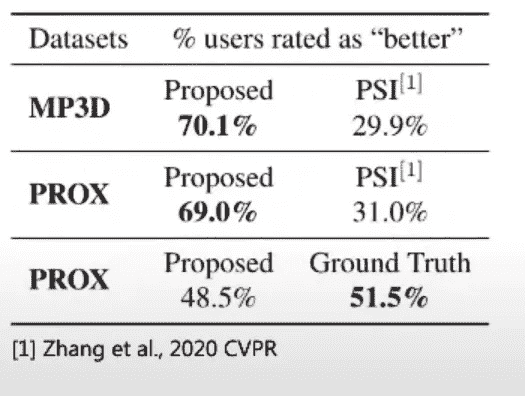 Datasets % users rated as “better”
MP3D
Proposed PSI[1]
70.1% 29.9%
PROX
Proposed PSI[1]
69.0% 31.0%
PROX
Proposed Ground Truth
48.5% 51.5%
[1] Zhang et al., 2020 CVPR